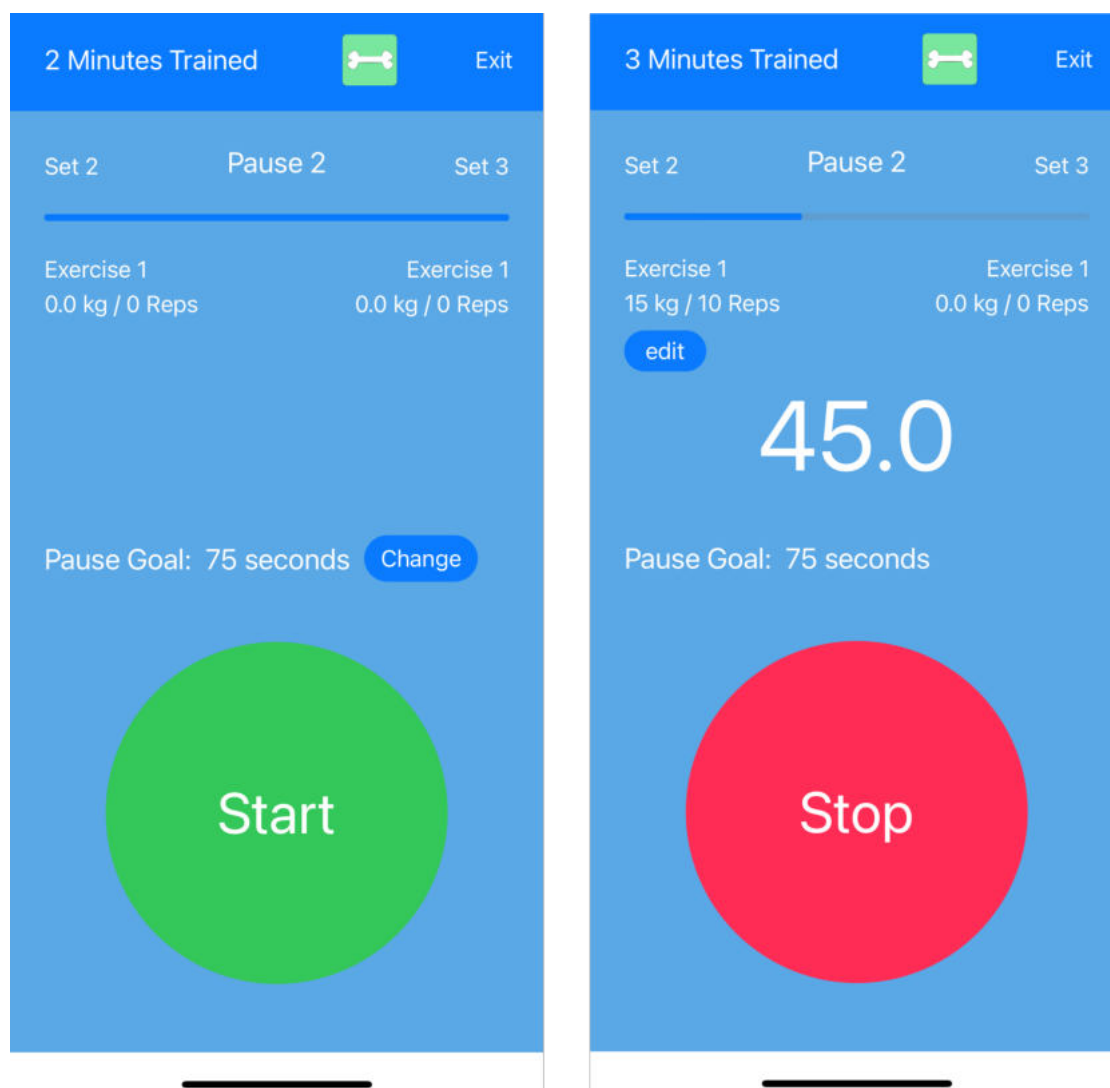 2 Minutes Trained Exit
Set 2 Pause 2 Set 3
Exercise 1 Exercise 1
0.0 kg / 0 Reps 0.0 kg / 0 Reps
Pause Goal: 75 seconds Change
Start
3 Minutes Trained Exit
Set 2 Pause 2 Set 3
Exercise 1 Exercise 1
15 kg / 10 Reps 0.0 kg / 0 Reps
edit
45.0
Pause Goal: 75 seconds
Stop